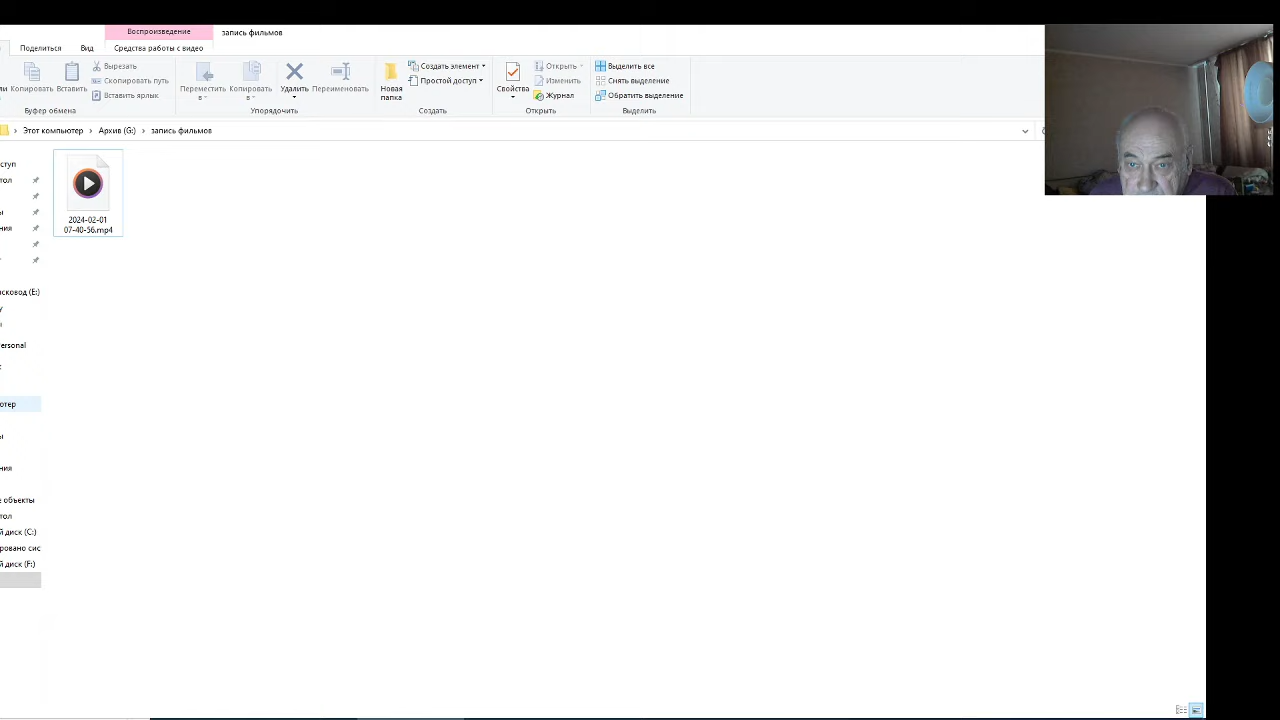 Воспроизведение
запись фильмов
Поделиться
Вид
Средства работы с видео
Копировать
Вставить
Вырезать
Скопировать путь
Вставить ярлык
Буфер обмена
Переместить в
Копировать в
Удалить
Переименовать
Упорядочить
Новая
папка
Создать элемент
Простой доступ
Создать
Свойства
Открыть
Изменить
Журнал
Открыть
Выделить все
Снять выделение
Обратить выделение
Выделить
Этот компьютер
Архив (G:)
запись фильмов
2024-02-01
07-40-56.mp4
ступ
тол
ы
ния
исковод (E:)
ersonal
ютер
ы
ния
е объекты
тол
й диск (C:)
ровано сис
й диск (F:)